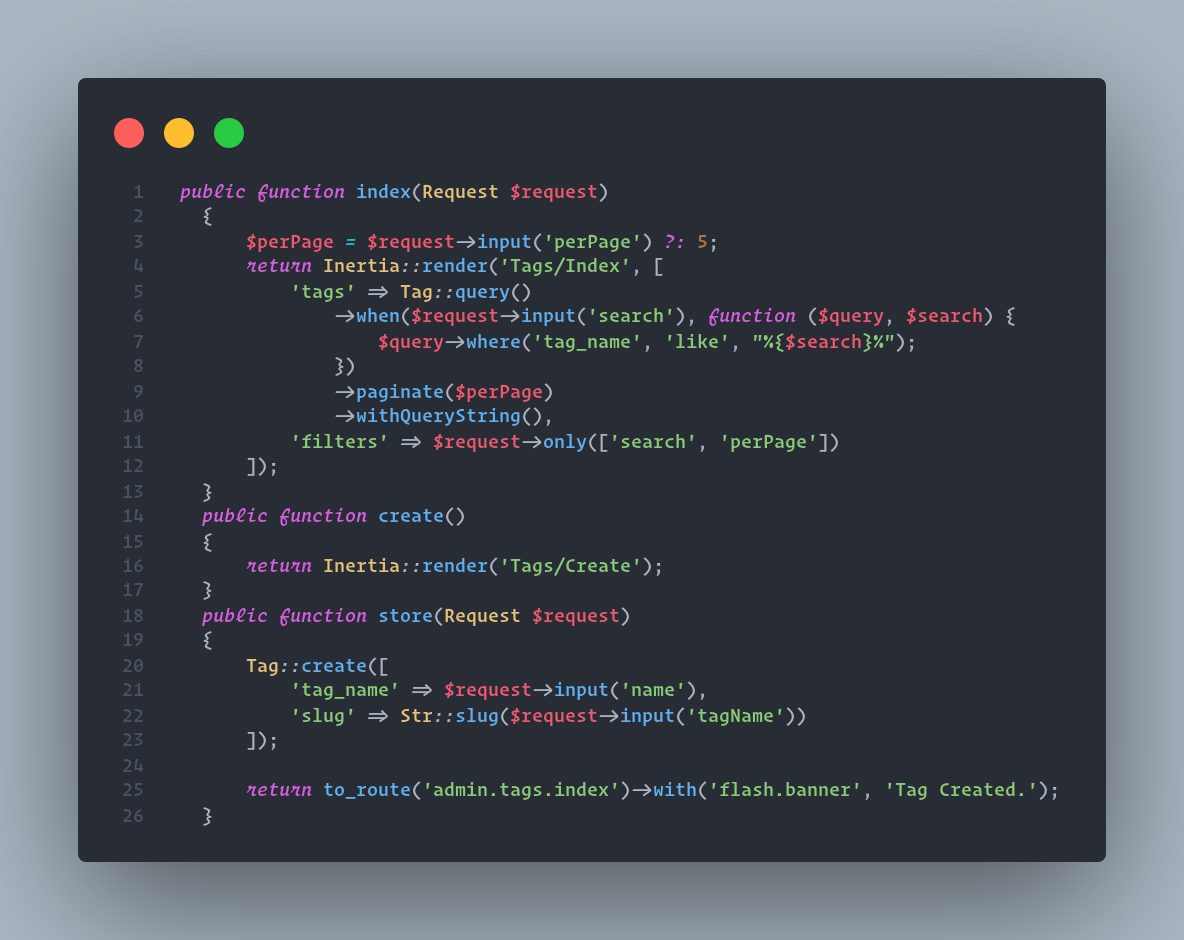 1 public function index(Request $request)
2 {
3 $perPage = $request->input('perPage') ?: 5;
4 return Inertia::render('Tags/Index', [
5 'tags' => Tag::query()
6 ->when($request->input('search'), function ($query, $search) {
7 $query->where('tag_name', 'like', "%{$search}%");
8 })
9 ->paginate($perPage)
10 ->withQueryString(),
11 'filters' => $request->only(['search', 'perPage'])
12 ]);
13 }
14 public function create()
15 {
16 return Inertia::render('Tags/Create');
17 }
18 public function store(Request $request)
19 {
20 Tag::create([
21 'tag_name' => $request->input('name'),
22 'slug' => Str::slug($request->input('tagName'))
23 ]);
24
25 return to_route('admin.tags.index')->with('flash.banner', 'Tag Created.');
26 }